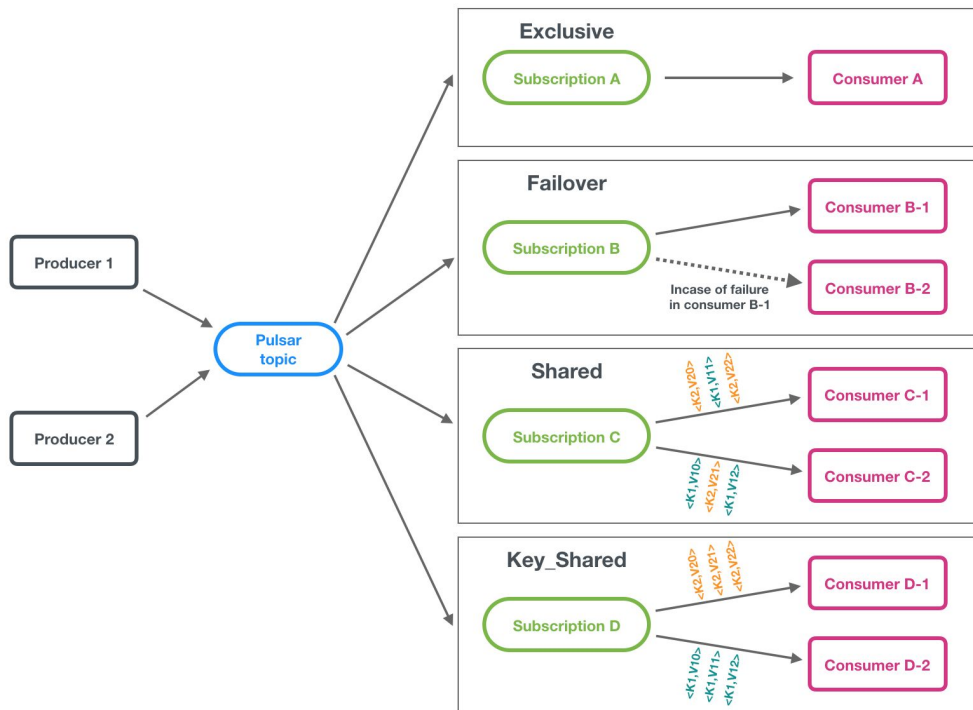 Exclusive
Subscription A
Consumer A
Failover
Subscription B
Consumer B-1
Consumer B-2
Incase of failure
in consumer B-1
Producer 1
Pulsar
topic
Producer 2
Shared
Subscription C
<K2,V20>
<K1,V11>
<K2,V22>
Consumer C-1
<K1,V10>
<K2,V21>
<K1,V12>
Consumer C-2
Key_Shared
Subscription D
<K2,V20>
<K2,V21>
<K2,V22>
Consumer D-1
<K1,V10>
<K1,V11>
<K1,V12>
Consumer D-2